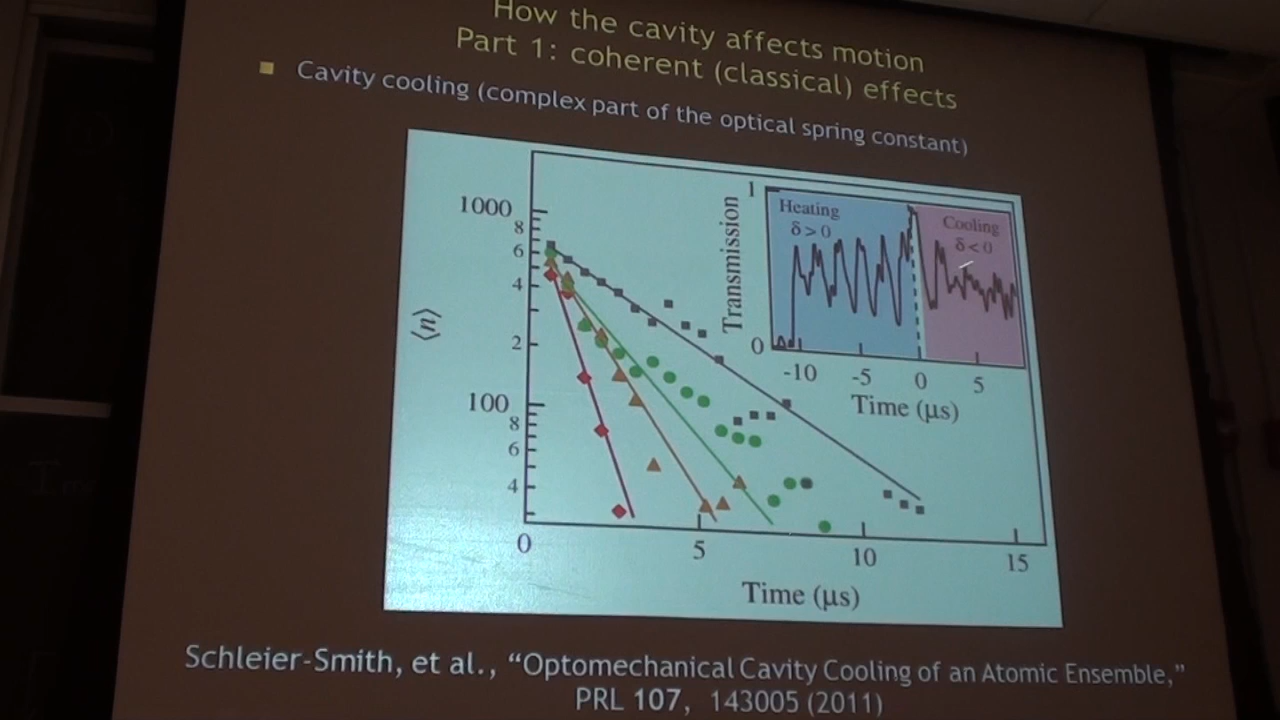 How the cavity affects motion
Part 1: coherent (classical) effects
Cavity cooling (complex part of the optical spring constant)
1000
8
6
4
2
100
8
6
4
⟨n⟩
0
5
10
15
Time (μs)
1
0
Transmission
Heating
δ > 0
Cooling
δ < 0
-10
-5
0
5
Time (μs)
Schleier-Smith, et al., “Optomechanical Cavity Cooling of an Atomic Ensemble,”
PRL 107, 143005 (2011)